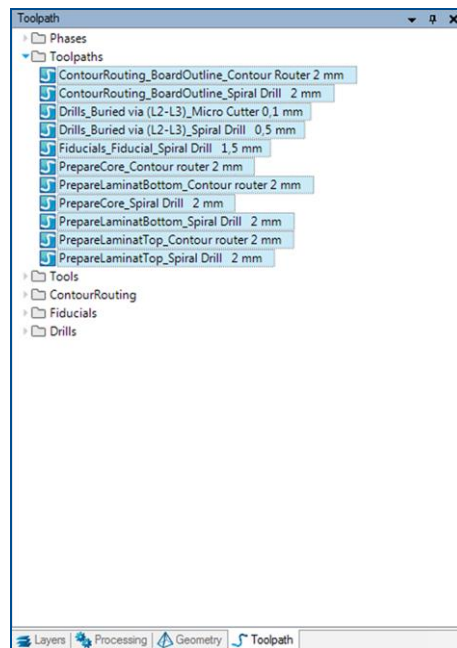 Toolpath
Phases
Toolpaths
ContourRouting_BoardOutline_Contour Router 2 mm
ContourRouting_BoardOutline_Spiral Drill 2 mm
Drills_Buried via (L2-L3)_Micro Cutter 0,1 mm
Drills_Buried via (L2-L3)_Spiral Drill 0,5 mm
Fiducials_Fiducial_Spiral Drill 1,5 mm
PrepareCore_Contour router 2 mm
PrepareLaminatBottom_Contour router 2 mm
PrepareCore_Spiral Drill 2 mm
PrepareLaminatBottom_Spiral Drill 2 mm
PrepareLaminatTop_Contour router 2 mm
PrepareLaminatTop_Spiral Drill 2 mm
Tools
ContourRouting
Fiducials
Drills
Layers Processing Geometry Toolpath